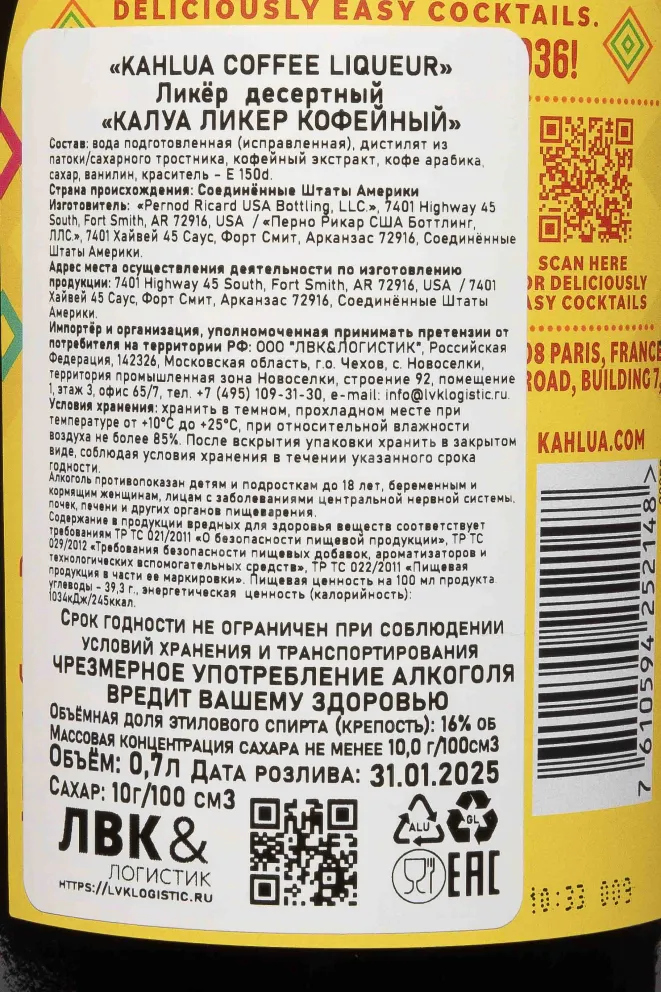 DELICIOUSLY EASY COCKTAILS.
936!
«KAHLUA COFFEE LIQUEUR»
Ликёр десертный
«КАЛУА ЛИКЕР КОФЕЙНЫЙ»
Состав: вода подготовленная (исправленная), дистилят из
патоки/сахарного тростника, кофейный экстракт, кофе арабика,
сахар, ванилин, краситель – Е 150d.
Страна происхождения: Соединённые Штаты Америки
Изготовитель: «Pernod Ricard USA Bottling, LLC.», 7401 Highway 45
South, Fort Smith, AR 72916, USA / «Перно Рикар США Боттлинг,
ЛЛС.», 7401 Хайвей 45 Саус, Форт Смит, Арканзас 72916, Соединённые
Штаты Америки.
Адрес места осуществления деятельности по изготовлению
продукции: 7401 Highway 45 South, Fort Smith, AR 72916, USA / 7401
Хайвей 45 Саус, Форт Смит, Арканзас 72916, Соединённые Штаты
Америки.
Импортёр и организация, уполномоченная принимать претензии от
потребителя на территории РФ: ООО "ЛВК&ЛОГИСТИК", Российская
Федерация, 142326, Московская область, г.о. Чехов, с. Новоселки,
территория промышленная зона Новоселки, строение 92, помещение
1, этаж 3, офис 65/7, тел. +7 (495) 109-31-30, e-mail: info@lvklogistic.ru.
Условия хранения: хранить в темном, прохладном месте при
температуре от +10°С до +25°С, при относительной влажности
воздуха не более 85%. После вскрытия упаковки хранить в закрытом
виде, соблюдая условия хранения в течении указанного срока
годности.
Алкоголь противопоказан детям и подросткам до 18 лет, беременным и
кормящим женщинам, лицам с заболеваниями центральной нервной системы,
почек, печени и других органов пищеварения.
Содержание в продукции вредных для здоровья веществ соответствует
требованиям ТР ТС 021/2011 «О безопасности пищевой продукции», ТР ТС
029/2012 «Требования безопасности пищевых добавок, ароматизаторов и
технологических вспомогательных средств», ТР ТС 022/2011 «Пищевая
продукция в части ее маркировки». Пищевая ценность на 100 мл продукта
углеводы – 39,3 г., энергетическая ценность (калорийность):
1034кДж/245ккал.
Срок годности не ограничен при соблюдении
условий хранения и транспортирования
ЧРЕЗМЕРНОЕ УПОТРЕБЛЕНИЕ АЛКОГОЛЯ
ВРЕДИТ ВАШЕМУ ЗДОРОВЬЮ
Объёмная доля этилового спирта (крепость): 16% об
Массовая концентрация сахара не менее 10,0 г/100см3
Объём: 0,7л Дата розлива: 31.01.2025
Сахар: 10г/100 см3
ЛВК&
ЛОГИСТИК
HTTPS://LVKLOGISTIC.RU
ALU
GL
EAC
SCAN HERE
OR DELICIOUSLY
EASY COCKTAILS
08 PARIS, FRANCE
ROAD, BUILDING 7,
KAHLUA.COM
7 610594 252148 >
10:33 009